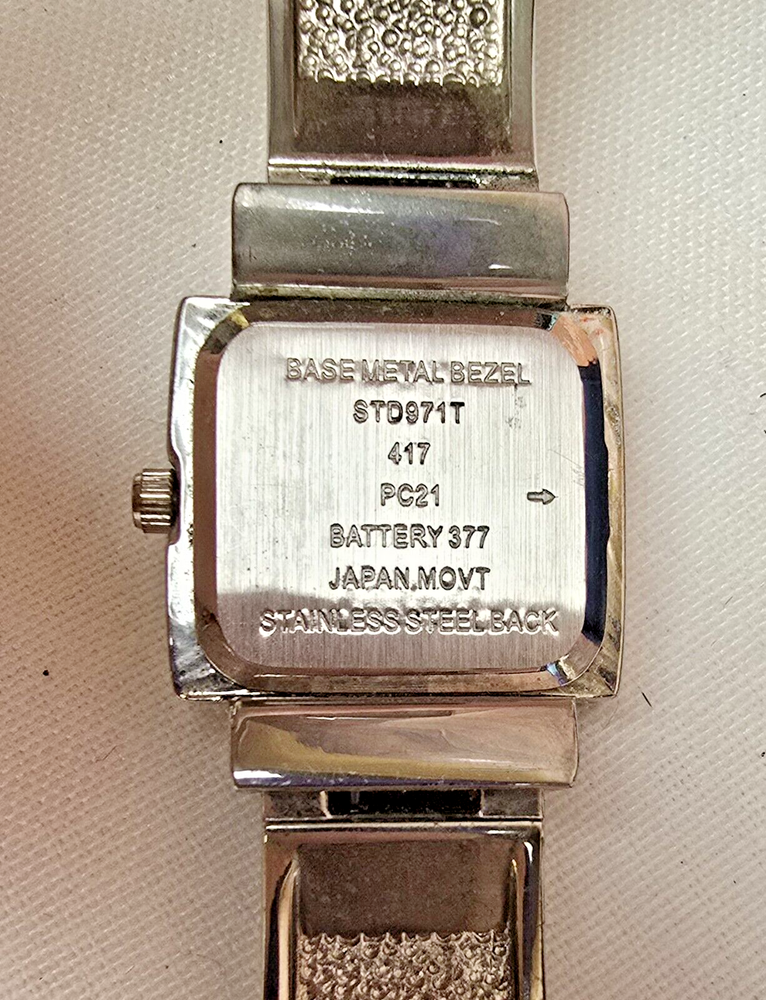 BASE METAL BEZEL
STD971T
417
PC21
BATTERY 377
JAPAN.MOVT
STAINLESS STEEL BACK